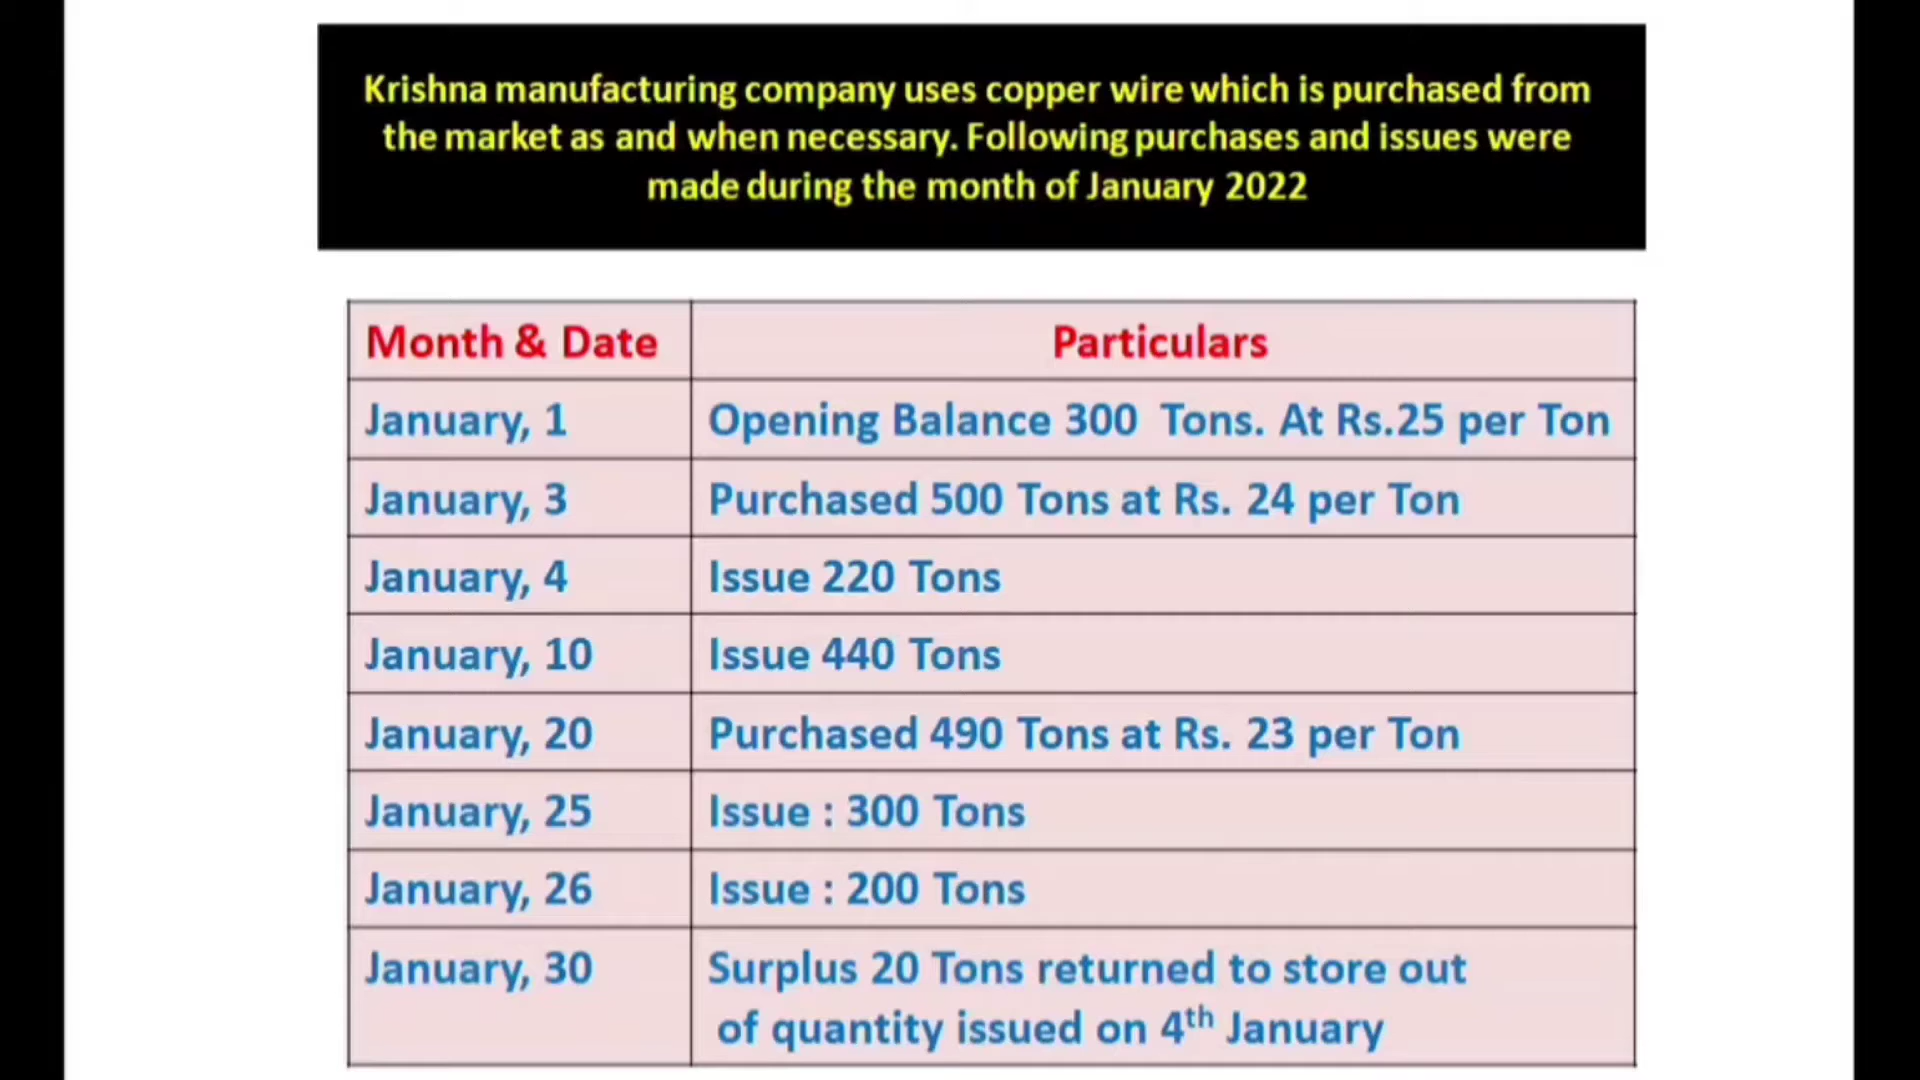 Krishna manufacturing company uses copper wire which is purchased from
the market as and when necessary. Following purchases and issues were
made during the month of January 2022
Month & Date Particulars
January, 1 Opening Balance 300 Tons. At Rs.25 per Ton
January, 3 Purchased 500 Tons at Rs. 24 per Ton
January, 4 Issue 220 Tons
January, 10 Issue 440 Tons
January, 20 Purchased 490 Tons at Rs. 23 per Ton
January, 25 Issue : 300 Tons
January, 26 Issue : 200 Tons
January, 30 Surplus 20 Tons returned to store out
of quantity issued on 4th January